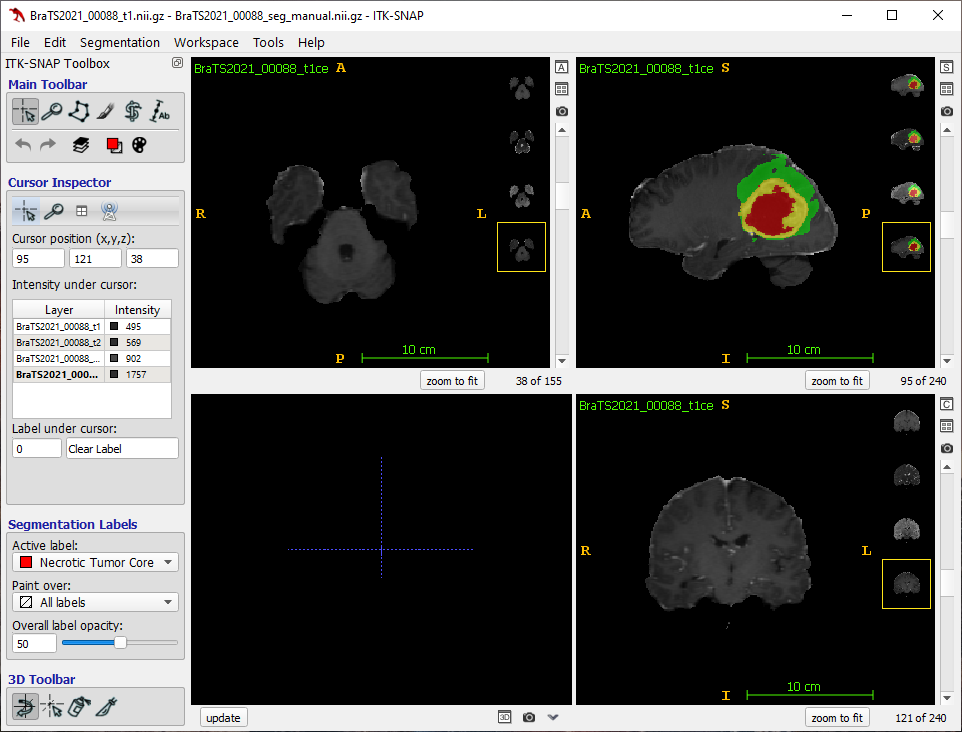 BraTS2021_00088_t1.nii.gz - BraTS2021_00088_seg_manual.nii.gz - ITK-SNAP
File Edit Segmentation Workspace Tools Help
ITK-SNAP Toolbox
Main Toolbar
Ab
Cursor Inspector
Cursor position (x,y,z):
95 121 38
Intensity under cursor:
Layer Intensity
BraTS2021_00088_t1 495
BraTS2021_00088_t2 569
BraTS2021_00088_... 902
BraTS2021_000... 1757
Label under cursor:
0 Clear Label
Segmentation Labels
Active label:
Necrotic Tumor Core
Paint over:
All labels
Overall label opacity:
50
3D Toolbar
BraTS2021_00088_t1ce A
A
R L
10 cm
P
zoom to fit 38 of 155
BraTS2021_00088_t1ce S
S
A P
10 cm
I
zoom to fit 95 of 240
update 3D
BraTS2021_00088_t1ce S
C
R L
10 cm
I
zoom to fit 121 of 240